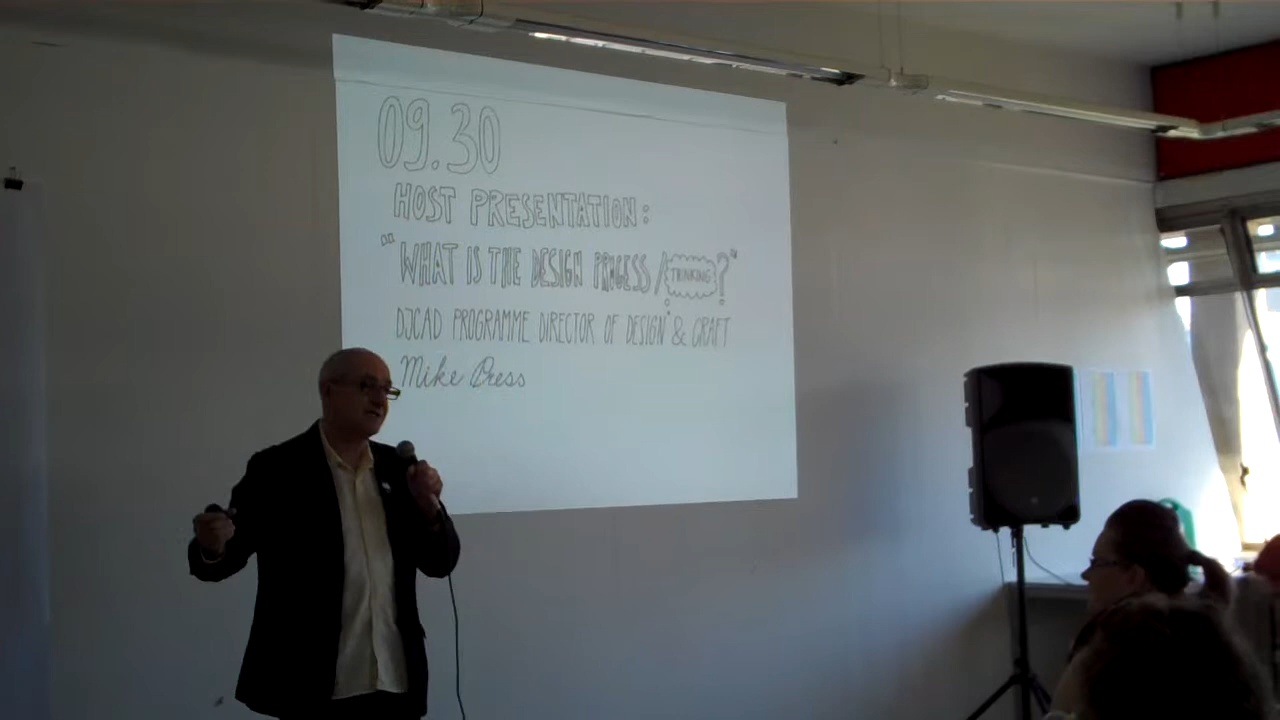 09.30
HOST PRESENTATION:
"WHAT IS THE DESIGN PROCESS/THINKING?"
DJCAD PROGRAMME DIRECTOR OF DESIGN & CRAFT
Mike Press